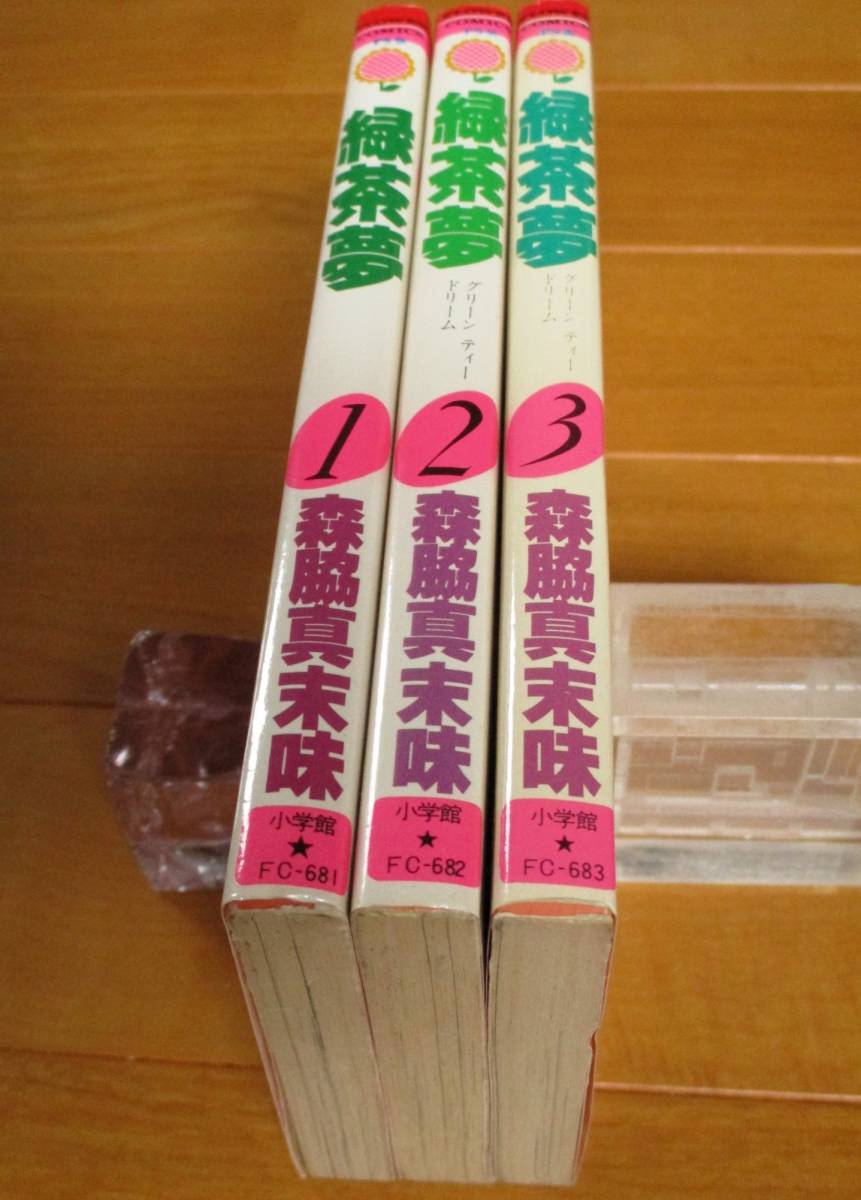 COMICS
緑茶夢
1
森脇真末味
小学館
★
FC-681
COMICS
緑茶夢
グリーン ティー
ドリーム
2
森脇真末味
小学館
★
FC-682
COMICS
緑茶夢
グリーン ティー
ドリーム
3
森脇真末味
小学館
★
FC-683